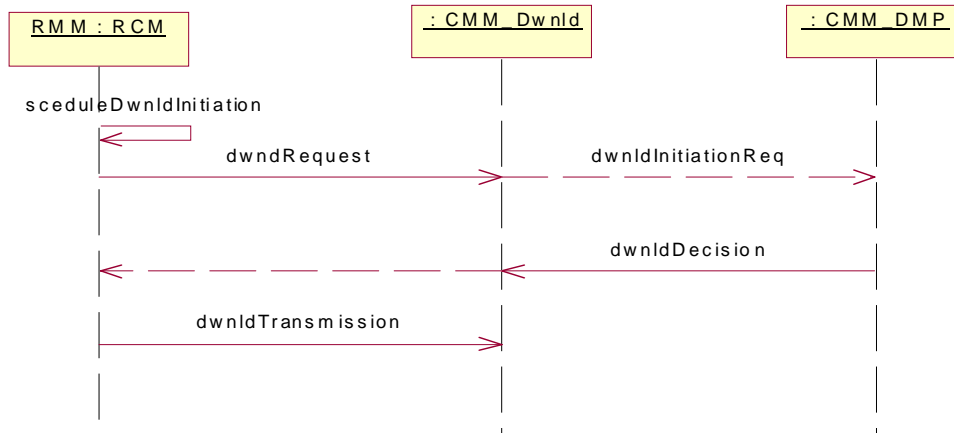 RMM : RCM
: CMM_Dwnld
: CMM_DMP
sceduleDwnldInitiation
dwndRequest
dwnldInitiationReq
dwnldDecision
dwnldTransmission